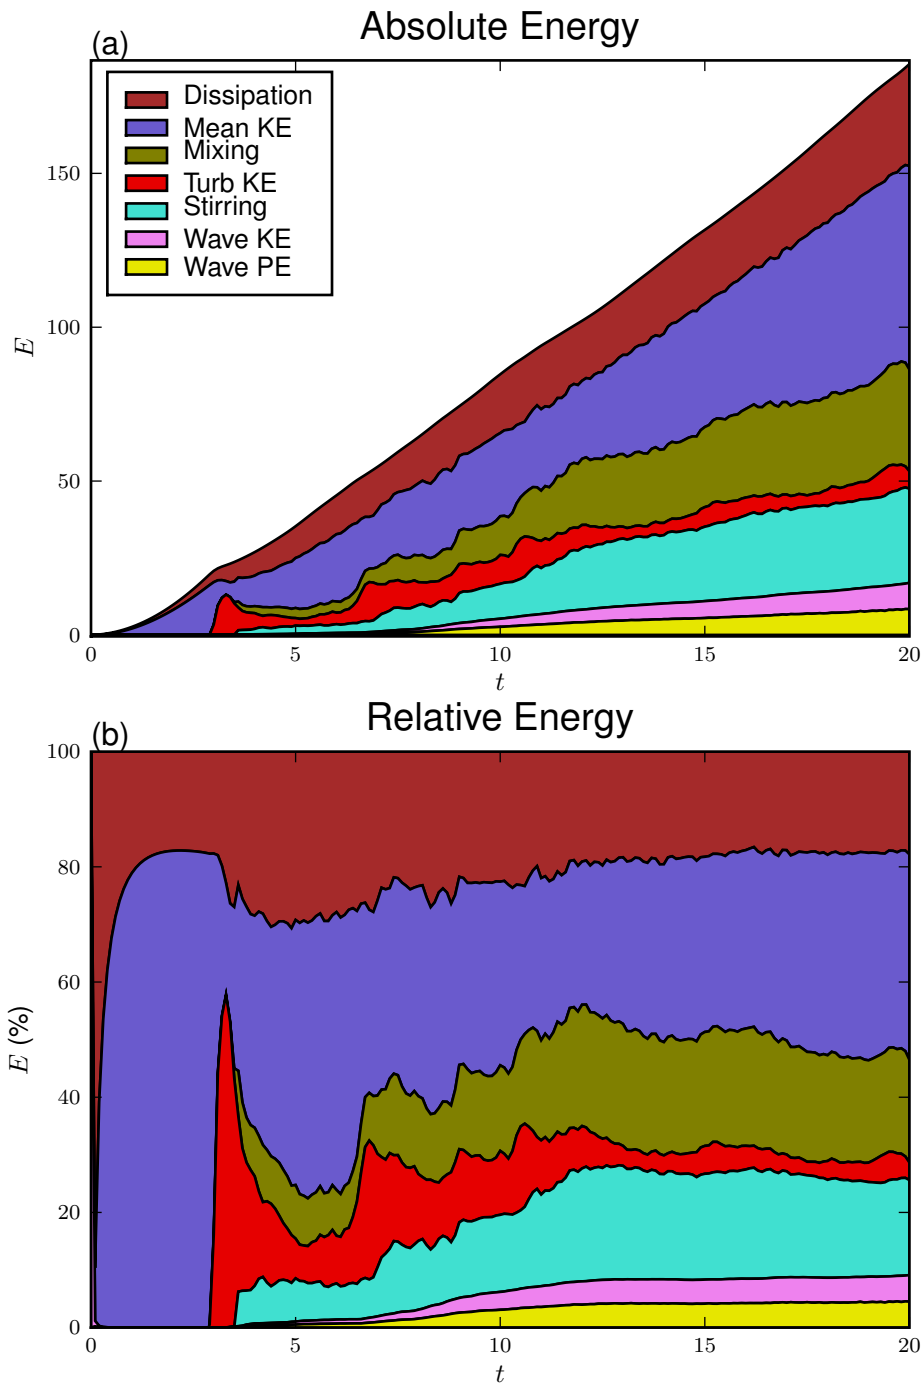 Absolute Energy
(a)
Dissipation
Mean KE
Mixing
Turb KE
Stirring
Wave KE
Wave PE
150
100
50
0
E
0 5 10 15 20
t
Relative Energy
(b)
100
80
60
40
20
0
E (%)
0 5 10 15 20
t